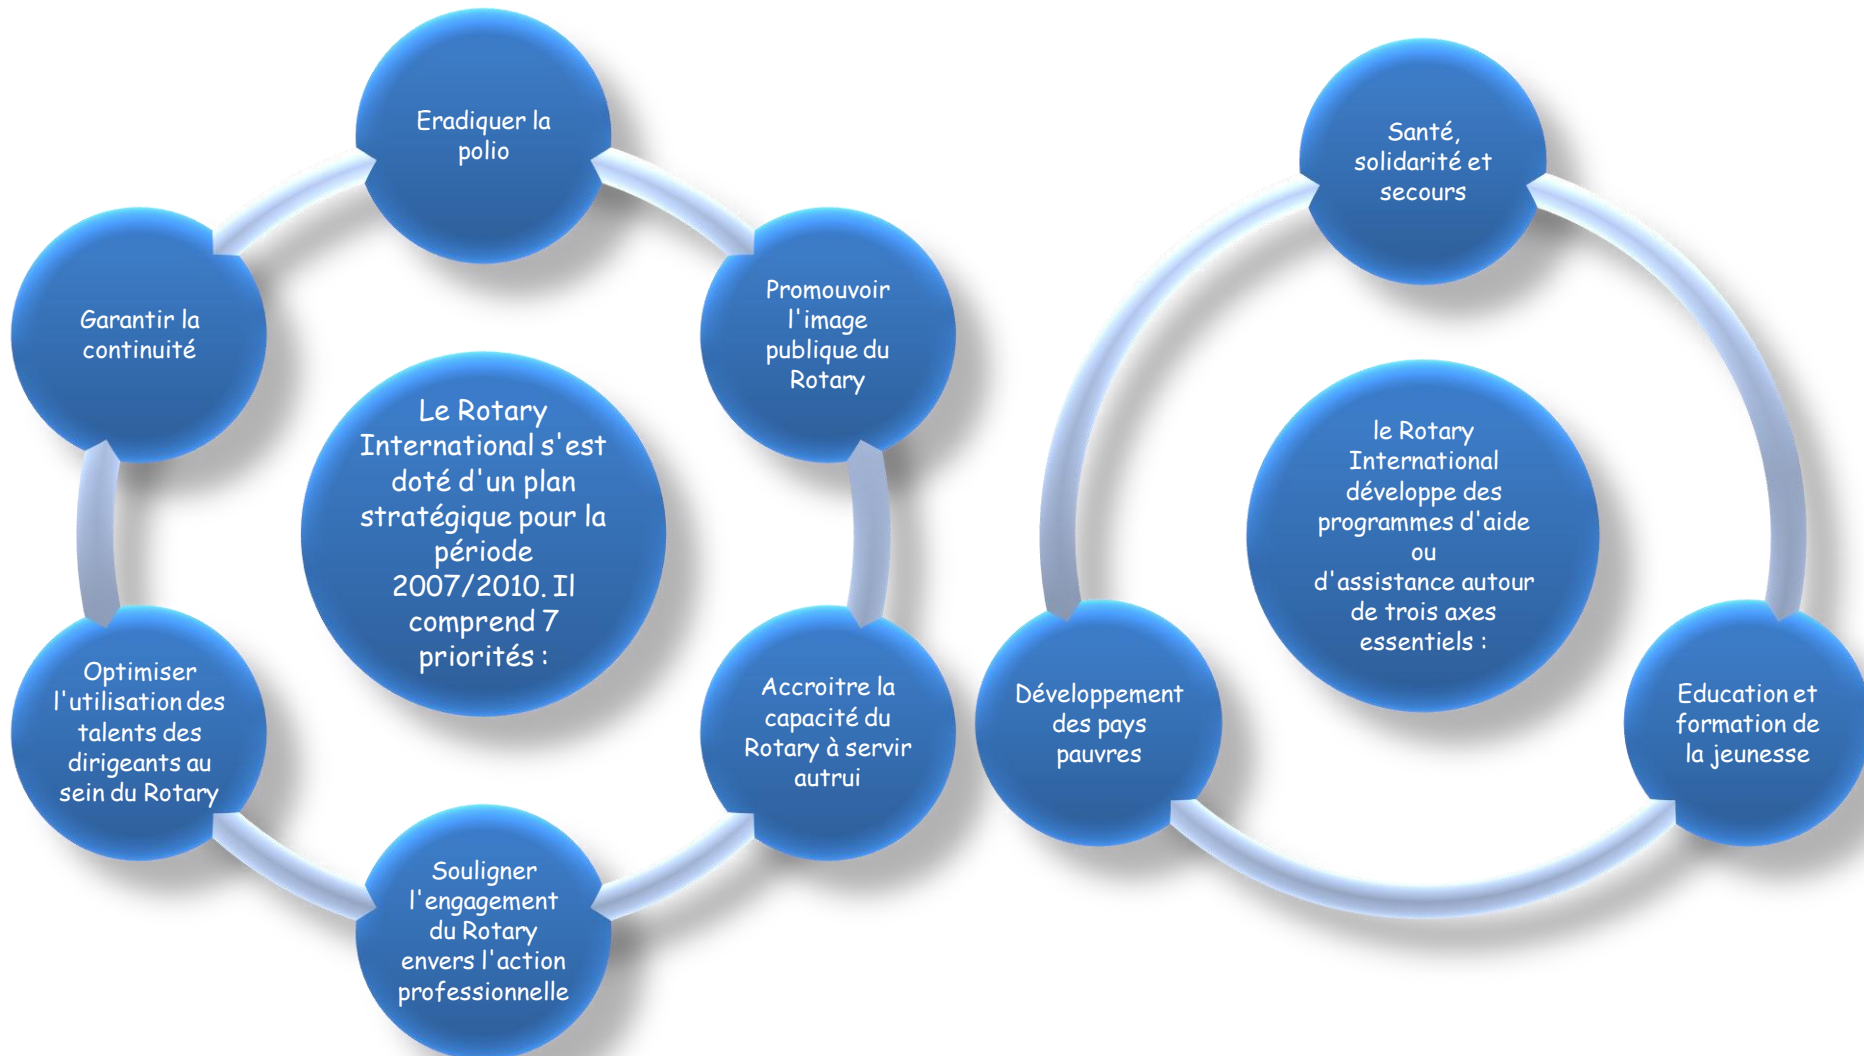 Eradiquer la
polio
Promouvoir
l'image
publique du
Rotary
Accroitre la
capacité du
Rotary à servir
autrui
Souligner
l'engagement
du Rotary
envers l'action
professionnelle
Optimiser
l'utilisation des
talents des
dirigeants au
sein du Rotary
Garantir la
continuité
Le Rotary
International s'est
doté d'un plan
stratégique pour la
période
2007/2010. Il
comprend 7
priorités :
Santé,
solidarité et
secours
Education et
formation de
la jeunesse
Développement
des pays
pauvres
le Rotary
International
développe des
programmes d'aide
ou
d'assistance autour
de trois axes
essentiels :